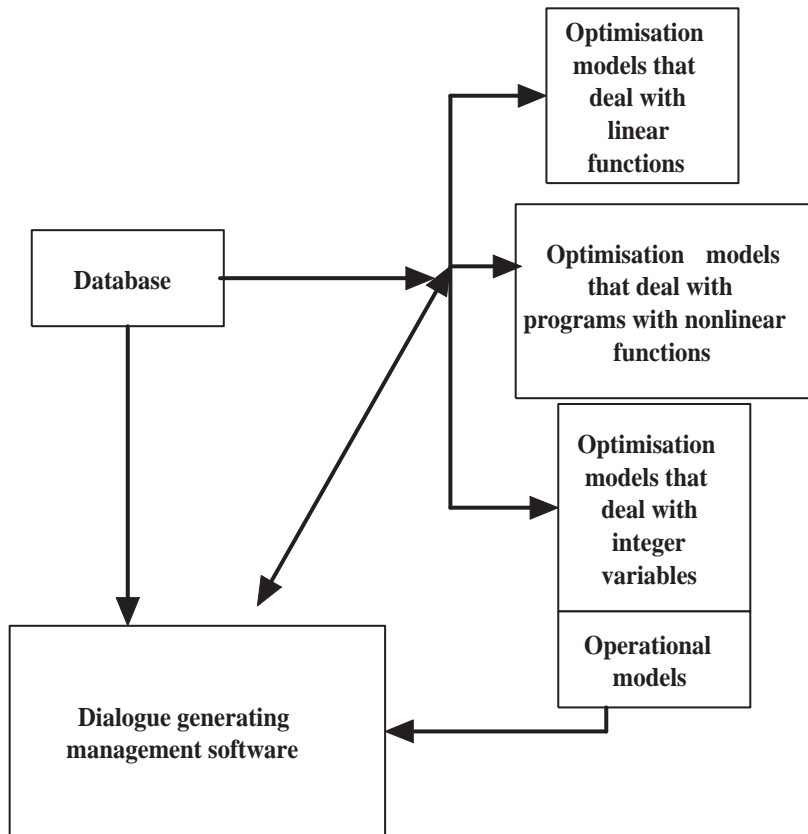 Optimisation
models that
deal with
linear
functions
Database
Optimisation models
that deal with
programs with nonlinear
functions
Optimisation
models that
deal with
integer
variables
Operational
models
Dialogue generating
management software